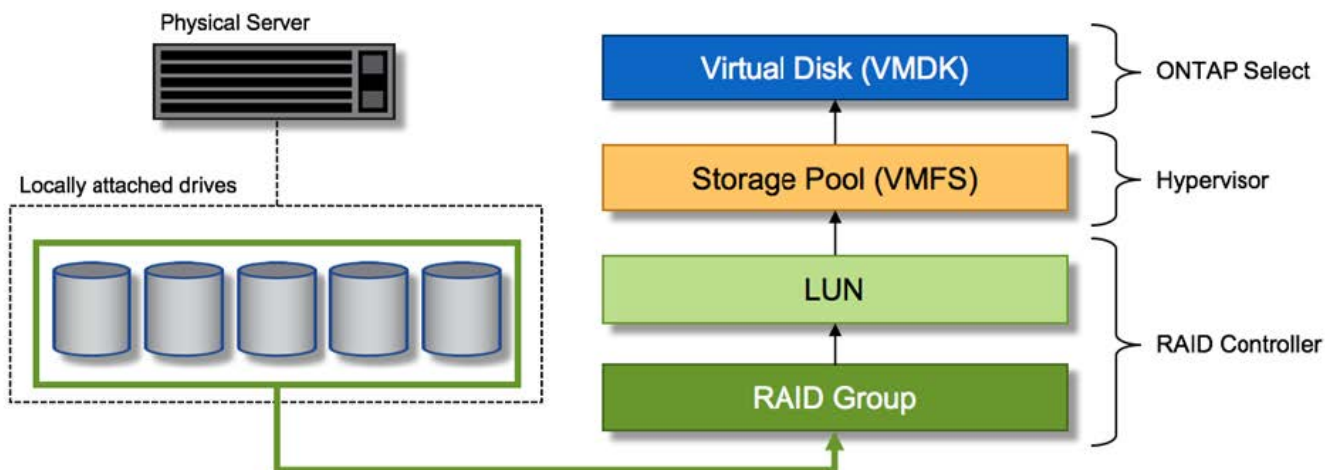 Physical Server
Locally attached drives
Virtual Disk (VMDK)
ONTAP Select
Storage Pool (VMFS)
Hypervisor
LUN
RAID Controller
RAID Group